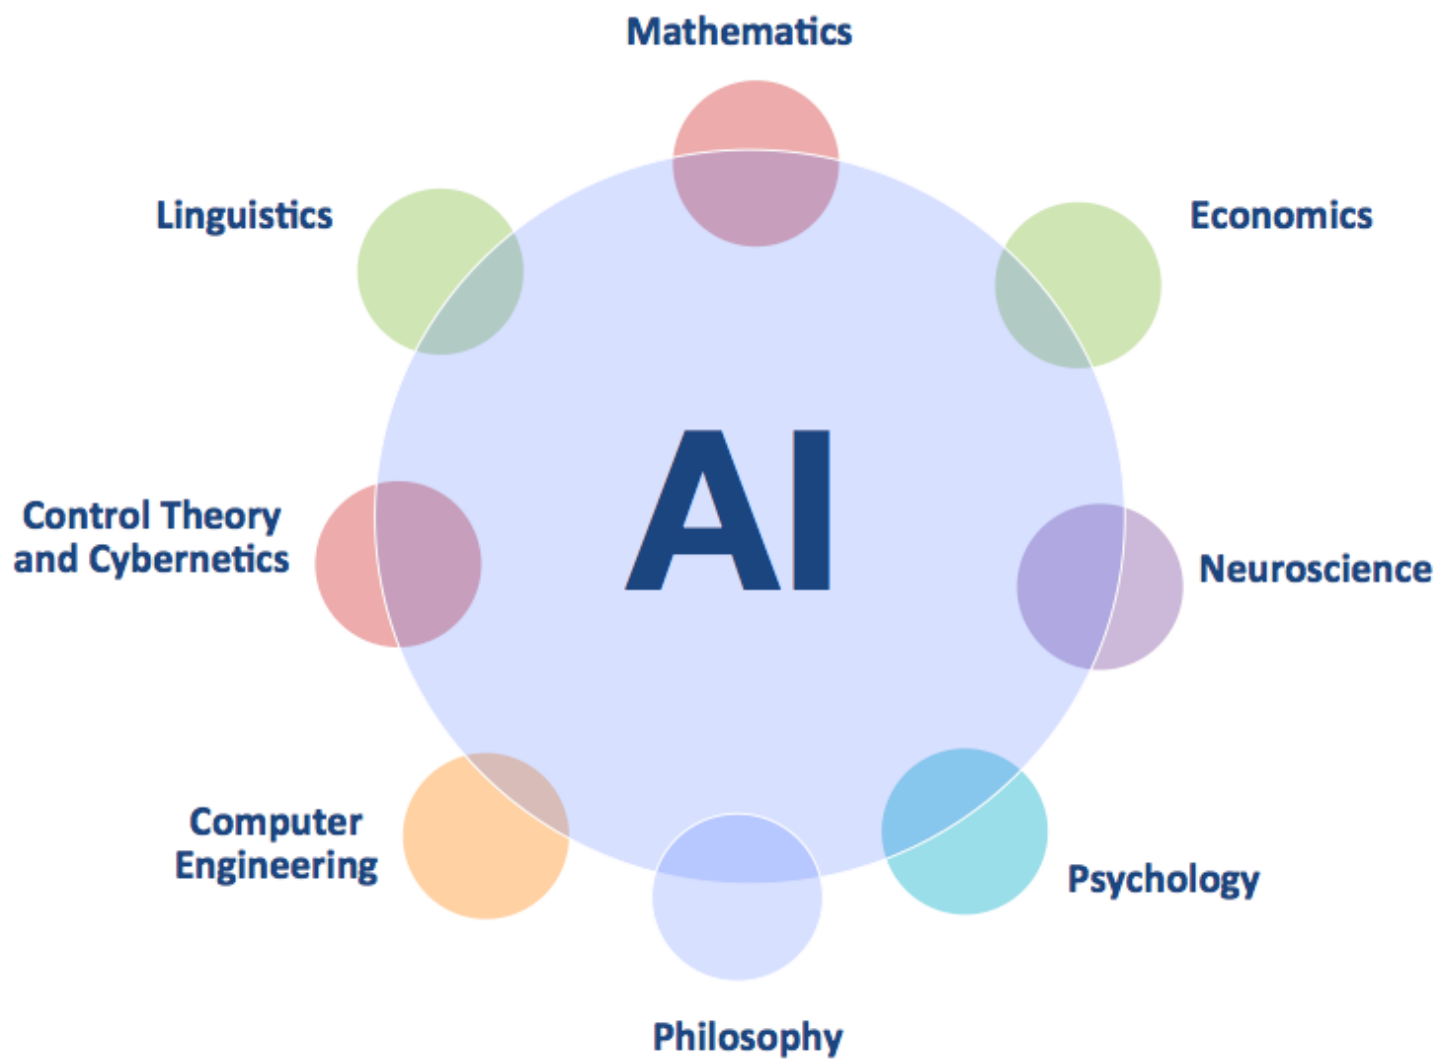 Mathematics
Linguistics
Economics
AI
Control Theory
and Cybernetics
Neuroscience
Computer
Engineering
Psychology
Philosophy